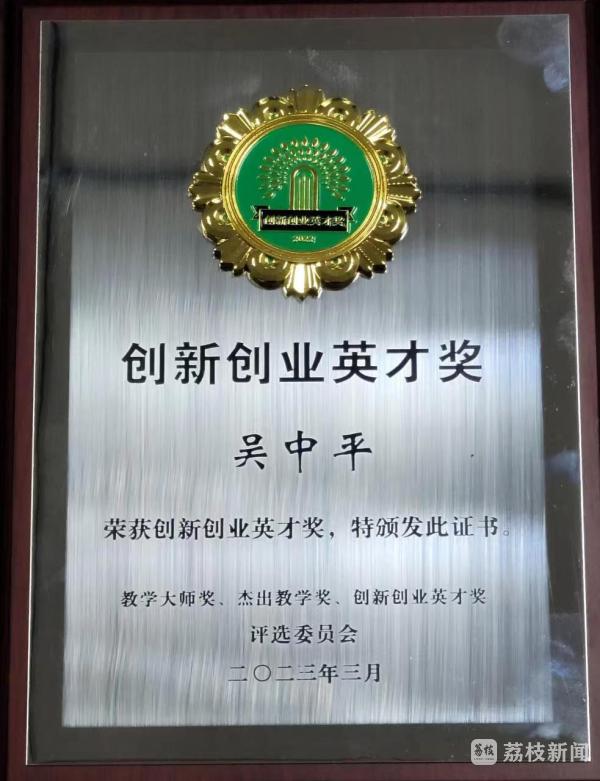 创新创业英才奖
2022
创新创业英才奖
吴中平
荣获创新创业英才奖，特颁发此证书。
教学大师奖、杰出教学奖、创新创业英才奖
评选委员会
二〇二三年三月
荔枝 荔枝新闻